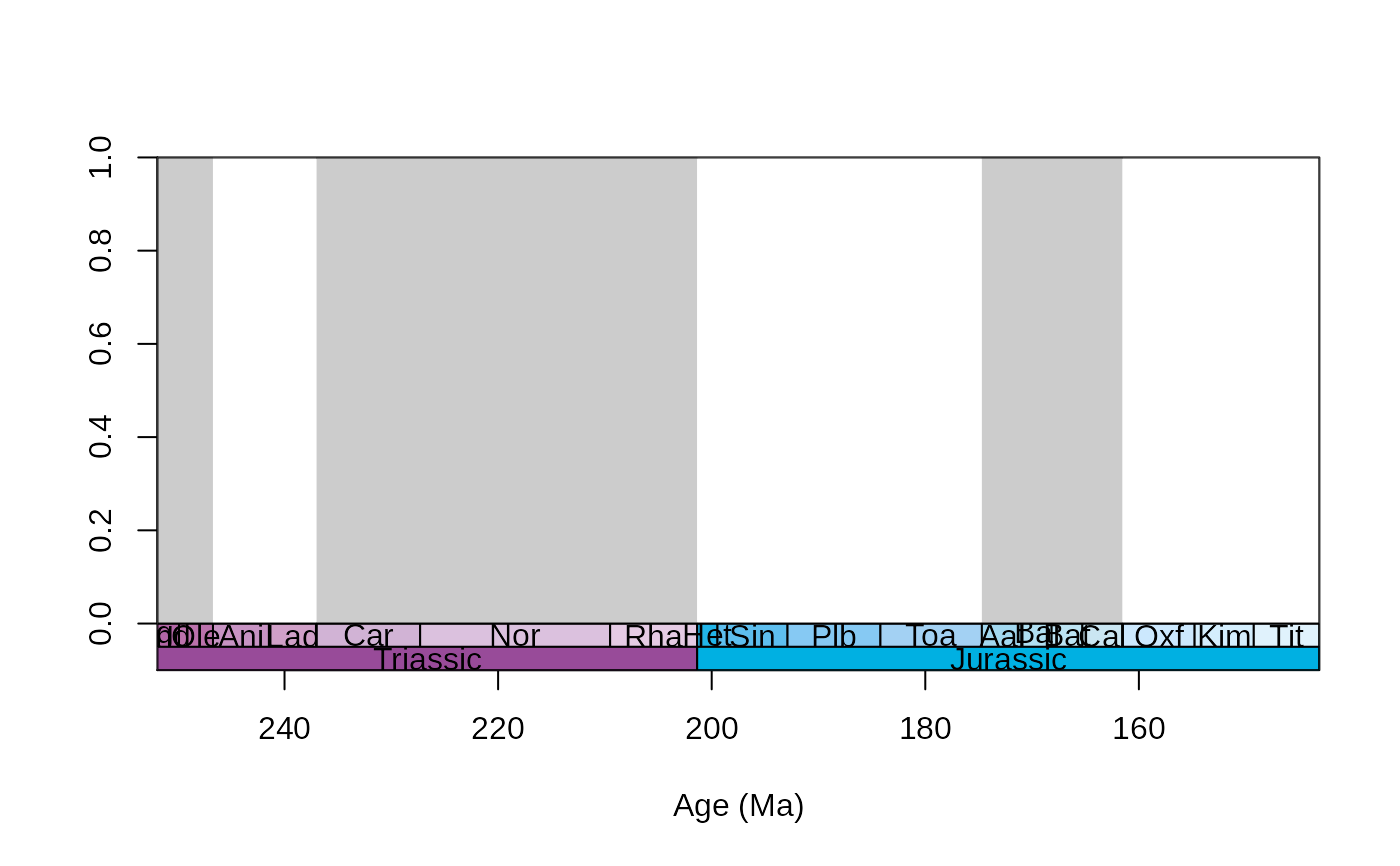 1.0
0.8
0.6
0.4
0.2
0.0
Ole Ani Lad Car Nor Rha Het Sin Plb Toa Aal Baj Bat Cal Oxf Kim Tit
Triassic Jurassic
240 220 200 180 160
Age (Ma)